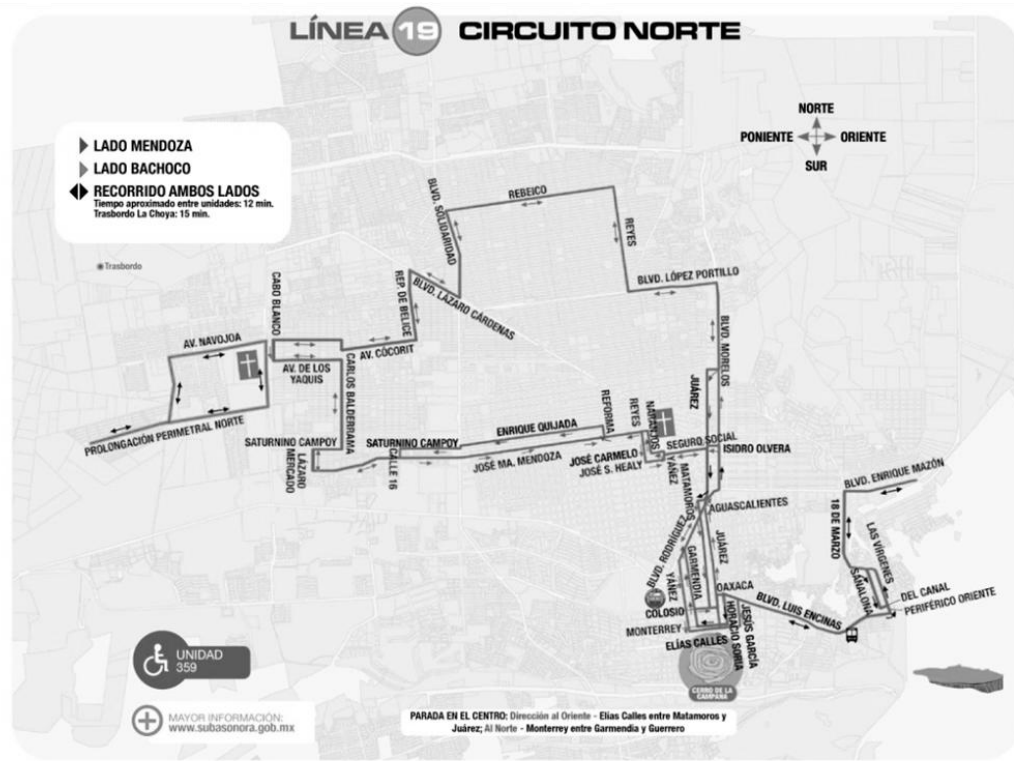 LÍNEA 19 CIRCUITO NORTE
NORTE
PONIENTE ORIENTE
SUR
LADO MENDOZA
LADO BACHOCO
RECORRIDO AMBOS LADOS
Tiempo aproximado entre unidades: 12 min.
Trasbordo La Choya: 15 min.
Trasbordo
REBEICO
BLVD. SOLIDARIDAD
REYES
BLVD. LÓPEZ PORTILLO
CABO BLANCO
REP. DE BELICE
BLVD. LAZARO CÁRDENAS
BLVD. MORELOS
AV. NAVOJOA
AV. CÓCORIT
AV. DE LOS
YAQUIS
CARLOS BALDERRAMA
JUÁREZ
PROLONGACIÓN PERIMETRAL NORTE
SATURNINO CAMPOY
SATURNINO CAMPOY
ENRIQUE QUIJADA
REFORMA
REYES
NARANJOS
SEGURO SOCIAL
ISIDRO OLVERA
LÁZARO
MERCADO
CALLE 16
JOSÉ MA. MENDOZA
JOSÉ CARMELO
JOSÉ S. HEALY
YÁÑEZ
MATAMOROS
BLVD. ENRIQUE MAZÓN
18 DE MARZO
AGUASCALIENTES
BLVD. RODRÍGUEZ
GARMENDIA
JUÁREZ
YÁÑEZ
LAS VÍRGENES
SANALONA
OAXACA
DEL CANAL
PERIFÉRICO ORIENTE
COLOSIO
BLVD. LUIS ENCINAS
MONTERREY
HORACIO SORIA
JESÚS GARCÍA
ELÍAS CALLES
CERRO DE LA
CAMPANA
UNIDAD
359
MAYOR INFORMACIÓN:
www.subasonora.gob.mx
PARADA EN EL CENTRO: Dirección al Oriente - Elías Calles entre Matamoros y
Juárez; Al Norte - Monterrey entre Garmendia y Guerrero